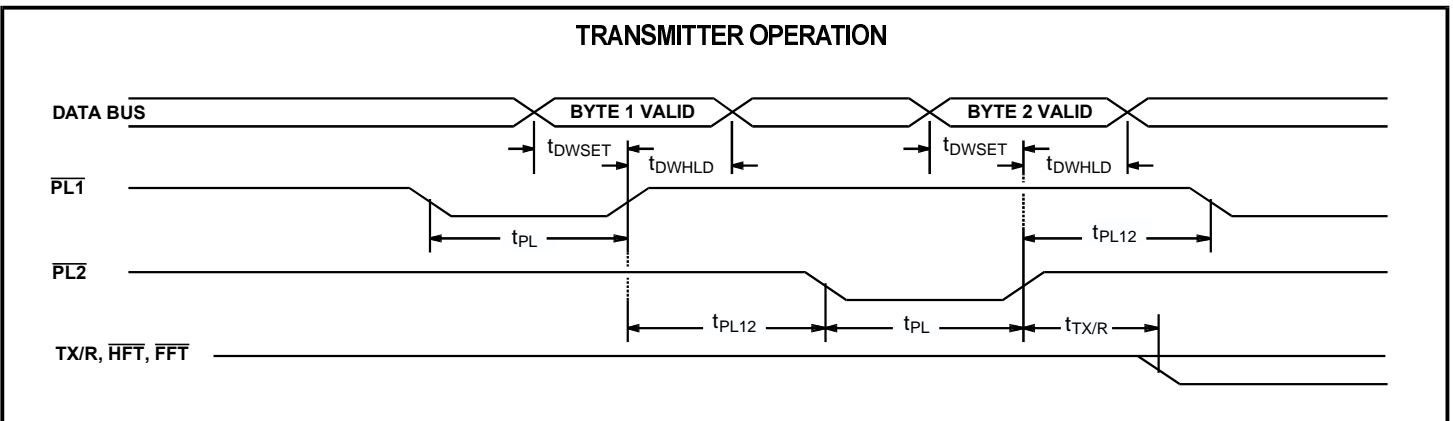 TRANSMITTER OPERATION
DATA BUS
BYTE 1 VALID
BYTE 2 VALID
tDWSET
tDWHLD
tDWSET
tDWHLD
PL1
tPL
tPL12
PL2
tPL12
tPL
tTX/R
TX/R, HFT, FFT